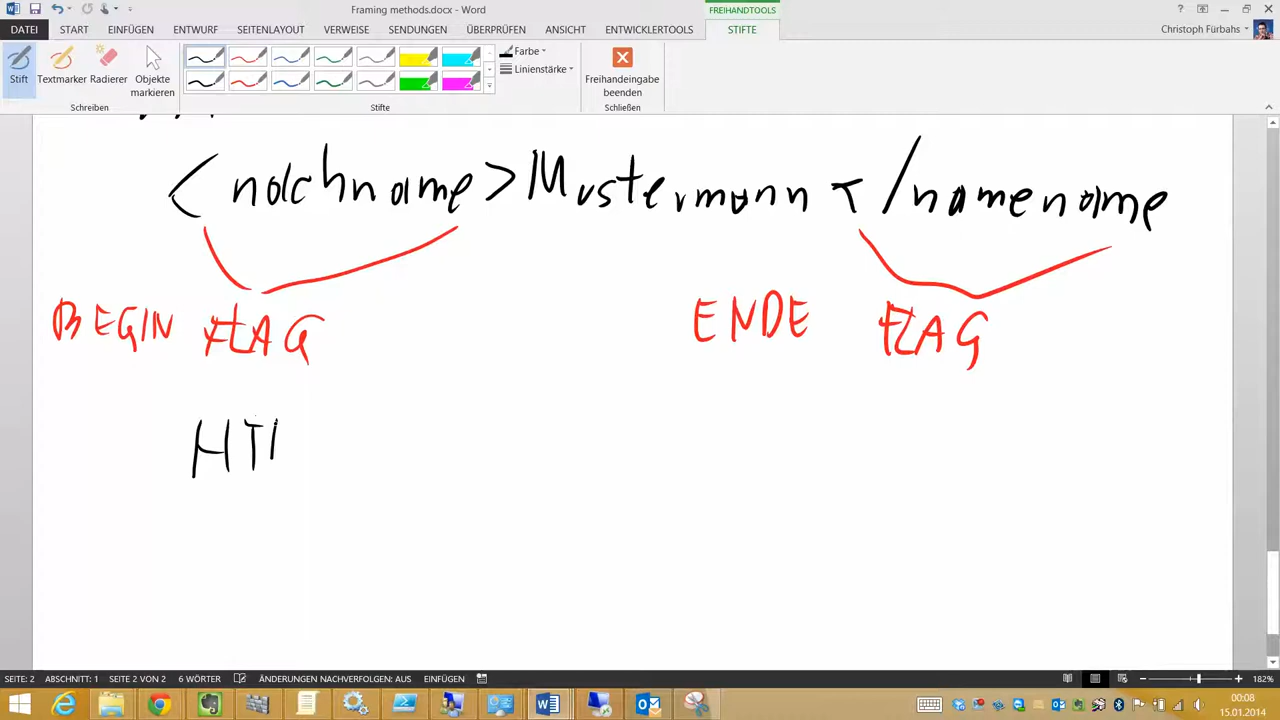 Framing methods.docx - Word
FREIHANDTOOLS
?
DATEI START EINFÜGEN ENTWURF SEITENLAYOUT VERWEISE SENDUNGEN ÜBERPRÜFEN ANSICHT ENTWICKLERTOOLS STIFTE Christoph Fürbahs
Farbe
Linienstärke
Stift Textmarker Radierer Objekte markieren Freihandeingabe beenden
Schreiben Stifte Schließen
<nachname>Mustermann</namename
BEGIN FLAG ENDE FLAG
HTI
SEITE: 2 ABSCHNITT: 1 SEITE 2 VON 2 6 WÖRTER ÄNDERUNGEN NACHVERFOLGEN: AUS EINFÜGEN 182%
00:08
15.01.2014